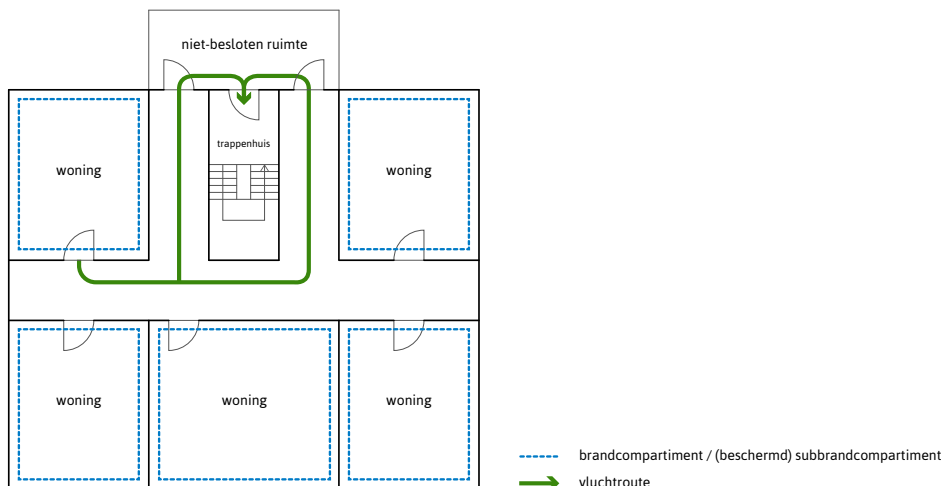 niet-besloten ruimte
trappenhuis
woning
woning
woning
woning
woning
brandcompartiment / (beschermd) subbrandcompartiment
vluchtroute